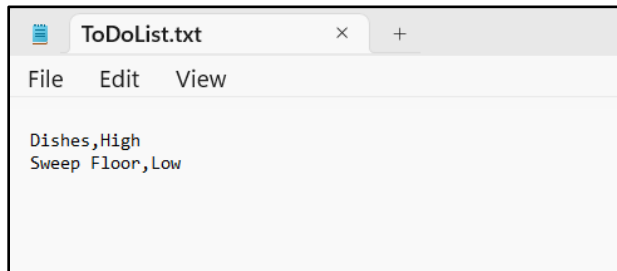 ToDoList.txt × +
File Edit View
Dishes,High
Sweep Floor,Low